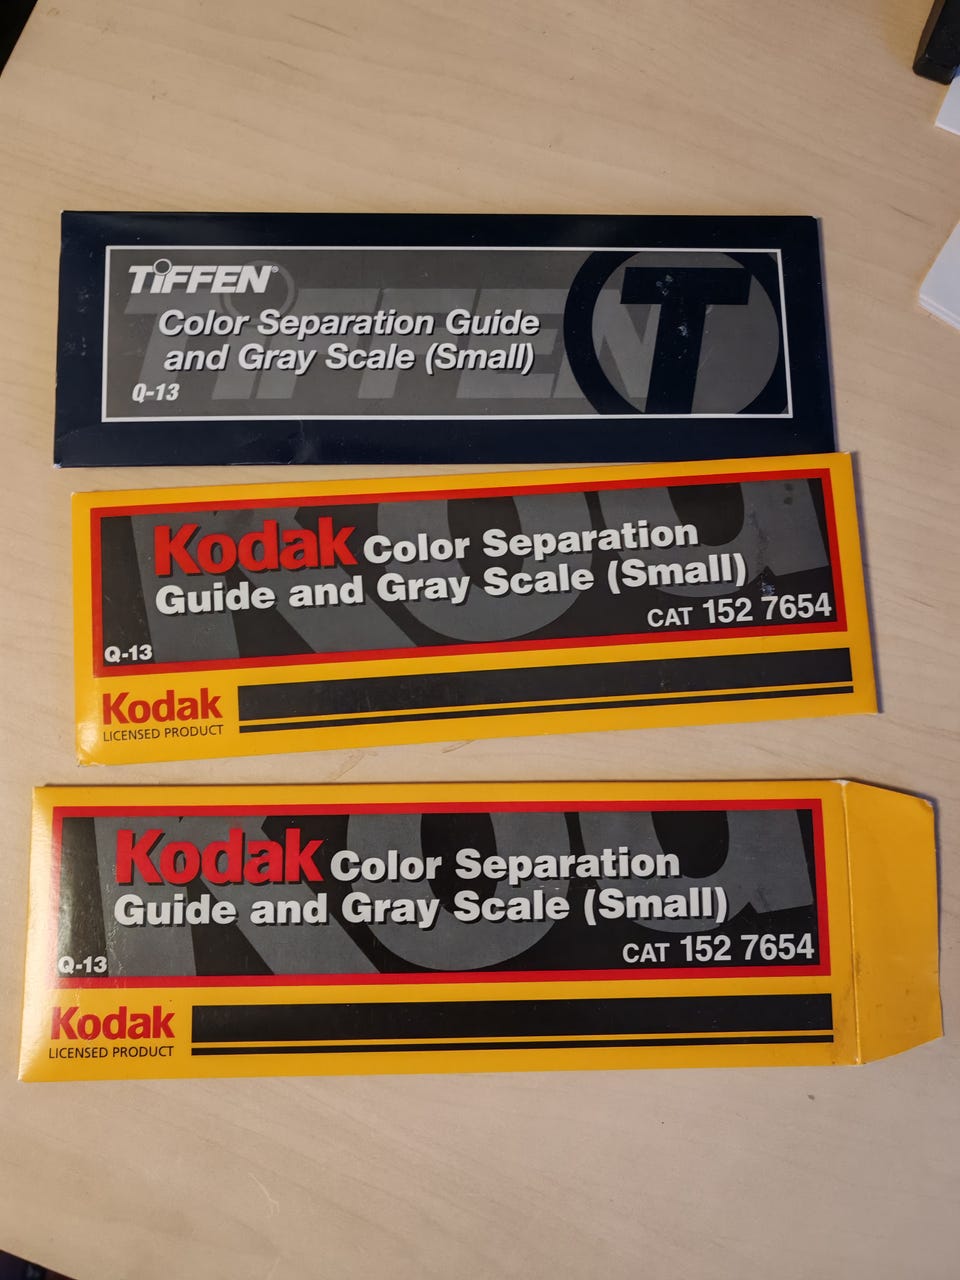 TiFFEN®
Color Separation Guide
and Gray Scale (Small)
Q-13
TiFFEN
T
Kodak Color Separation
Guide and Gray Scale (Small)
CAT 152 7654
Q-13
Kodak
LICENSED PRODUCT
Kodak Color Separation
Guide and Gray Scale (Small)
CAT 152 7654
Q-13
Kodak
LICENSED PRODUCT